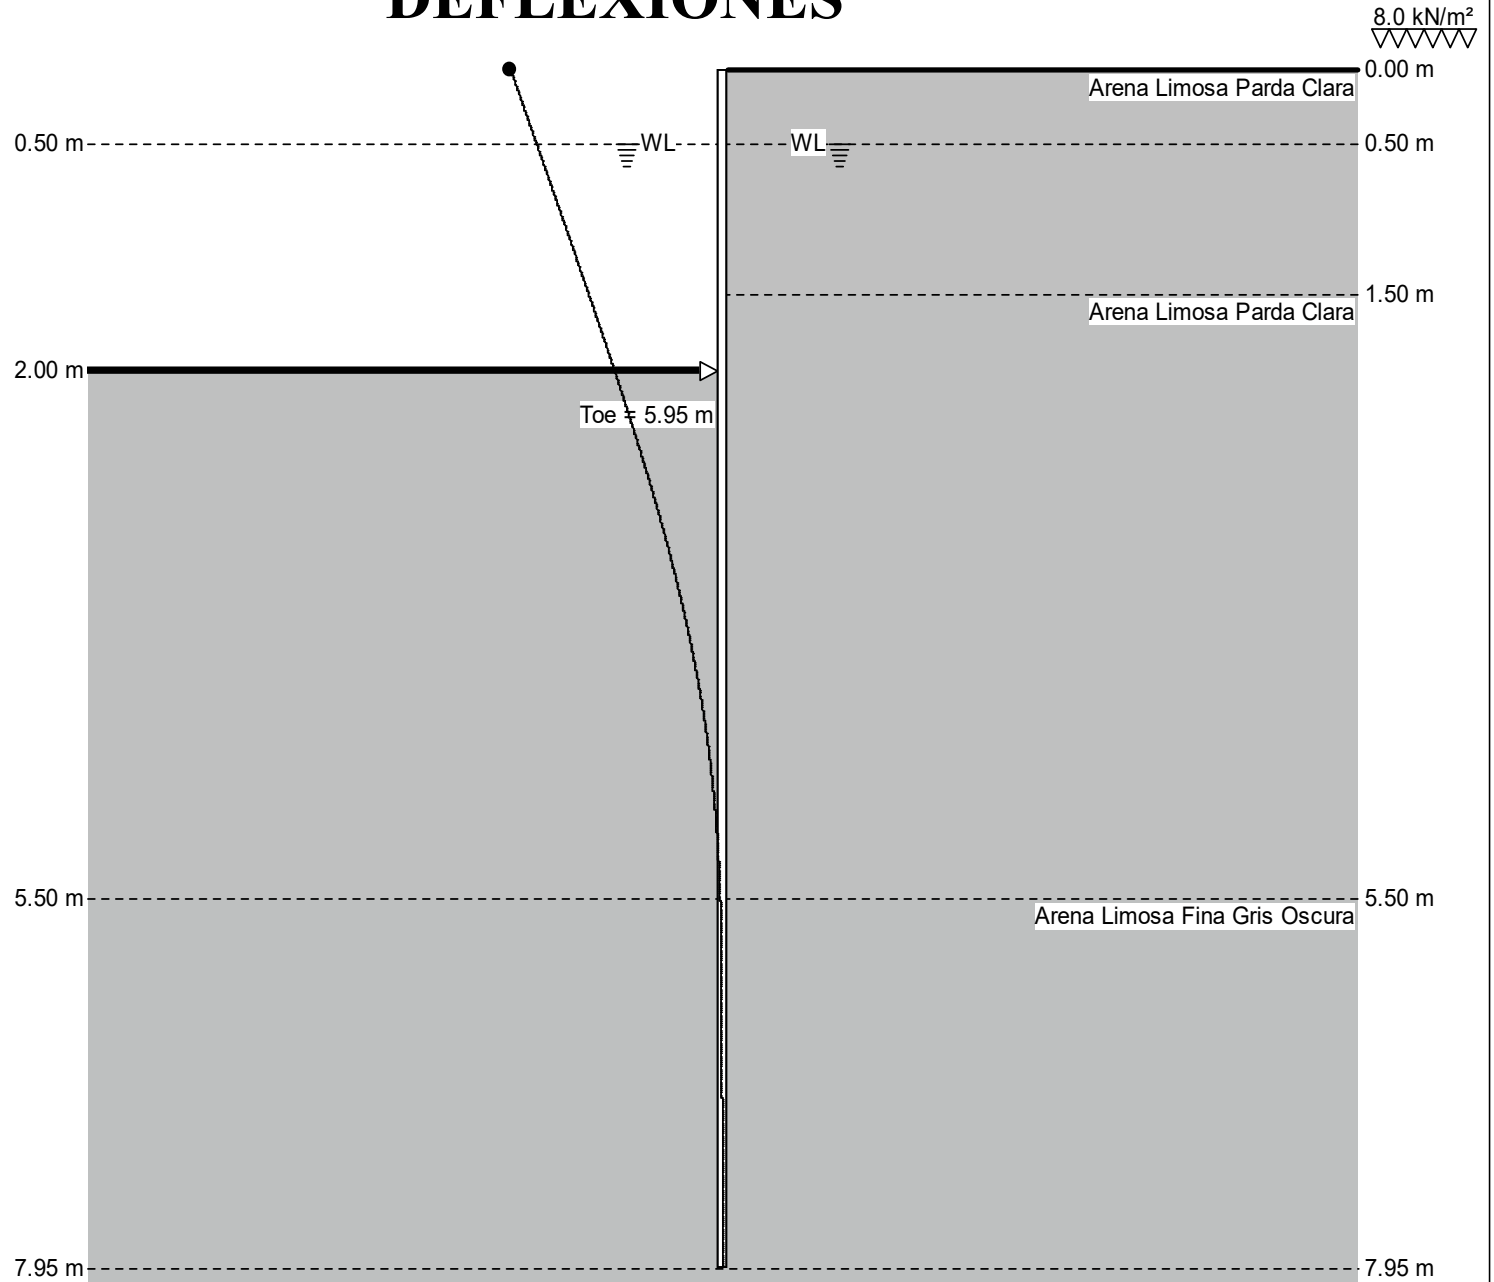 DEFLEXIONES
8.0 kN/m²
0.00 m
Arena Limosa Parda Clara
0.50 m
WL
WL
0.50 m
1.50 m
Arena Limosa Parda Clara
2.00 m
Toe = 5.95 m
5.50 m
5.50 m
Arena Limosa Fina Gris Oscura
7.95 m
7.95 m